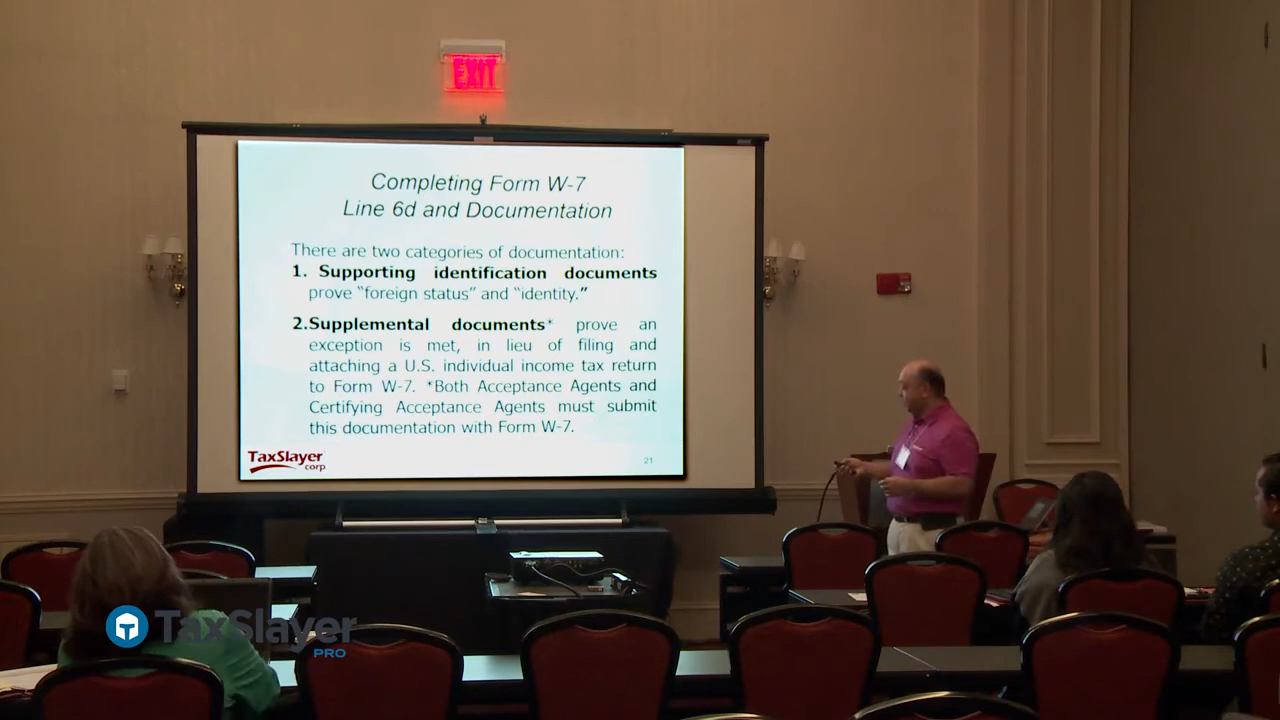 EXIT
Completing Form W-7
Line 6d and Documentation
There are two categories of documentation:
1. Supporting identification documents
prove “foreign status” and “identity.”
2.Supplemental documents* prove an
exception is met, in lieu of filing and
attaching a U.S. individual income tax return
to Form W-7. *Both Acceptance Agents and
Certifying Acceptance Agents must submit
this documentation with Form W-7.
TaxSlayer
corp
21
TaxSlayer
PRO